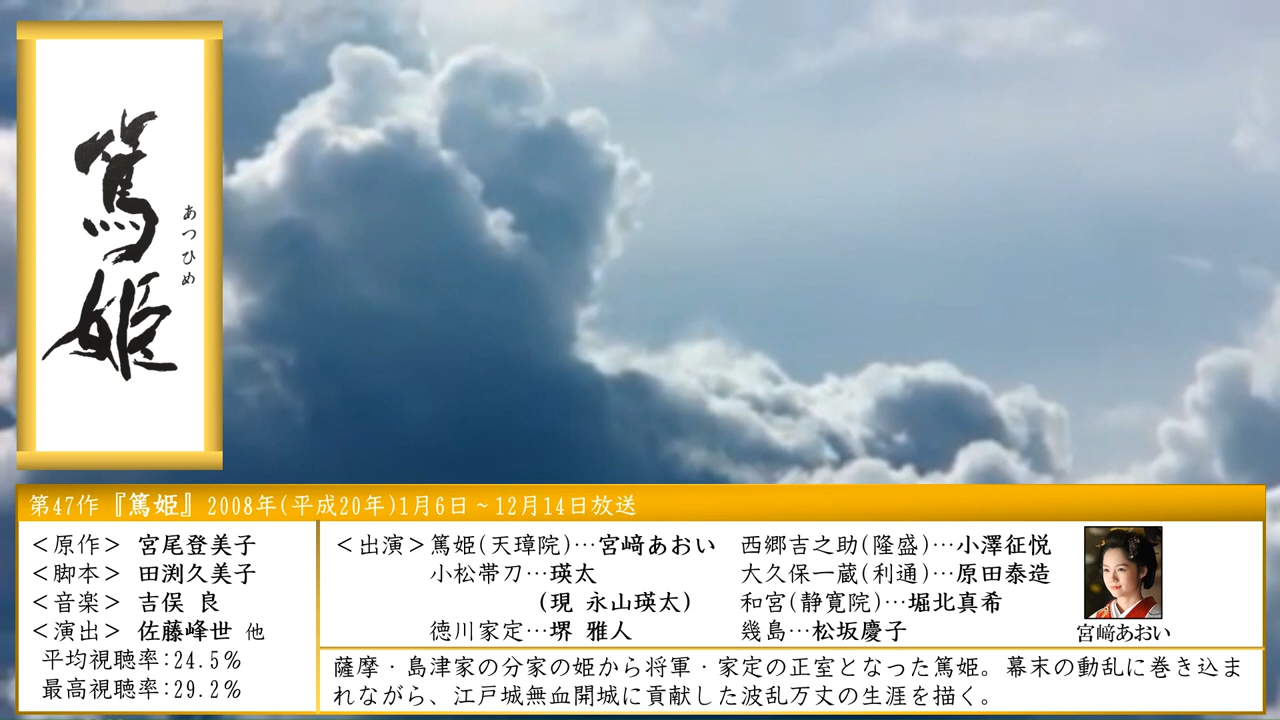 篤姫
あつひめ
第47作『篤姫』2008年(平成20年)1月6日～12月14日放送
＜原作＞ 宮尾登美子
＜脚本＞ 田渕久美子
＜音楽＞ 吉俣 良
＜演出＞ 佐藤峰世 他
平均視聴率:24.5%
最高視聴率:29.2%
＜出演＞篤姫(天璋院)…宮﨑あおい
小松帯刀…瑛太
(現 永山瑛太)
徳川家定…堺 雅人
西郷吉之助(隆盛)…小澤征悦
大久保一蔵(利通)…原田泰造
和宮(静寛院)…堀北真希
幾島…松坂慶子
宮﨑あおい
薩摩・島津家の分家の姫から将軍・家定の正室となった篤姫。幕末の動乱に巻き込ま
れながら、江戸城無血開城に貢献した波乱万丈の生涯を描く。